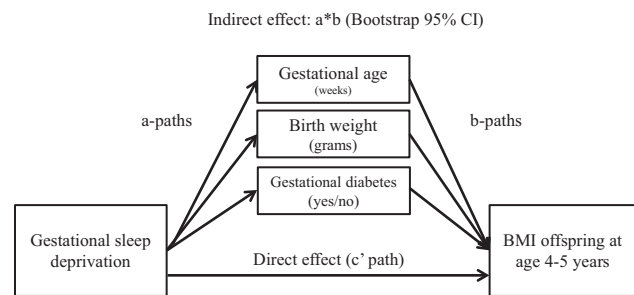 Indirect effect: a*b (Bootstrap 95% CI)
Gestational age
(weeks)
a-paths
b-paths
Birth weight
(grams)
Gestational diabetes
(yes/no)
Gestational sleep
deprivation
Direct effect (c' path)
BMI offspring at
age 4-5 years